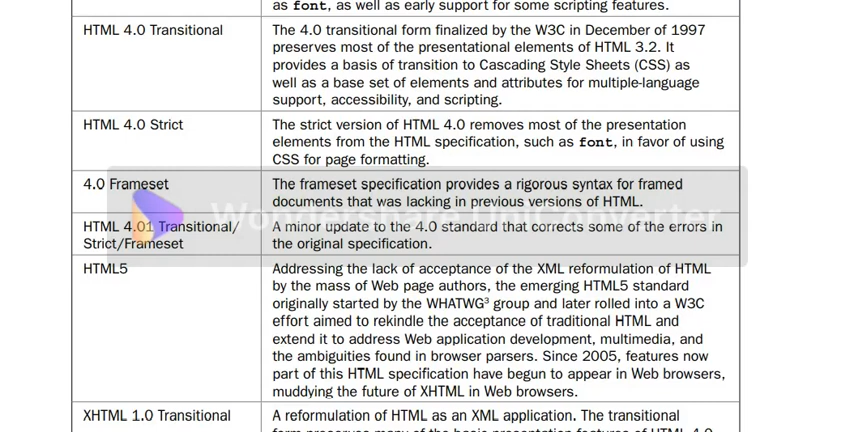 as font, as well as early support for some scripting features.
HTML 4.0 Transitional
The 4.0 transitional form finalized by the W3C in December of 1997
preserves most of the presentational elements of HTML 3.2. It
provides a basis of transition to Cascading Style Sheets (CSS) as
well as a base set of elements and attributes for multiple-language
support, accessibility, and scripting.
HTML 4.0 Strict
The strict version of HTML 4.0 removes most of the presentation
elements from the HTML specification, such as font, in favor of using
CSS for page formatting.
4.0 Frameset
The frameset specification provides a rigorous syntax for framed
documents that was lacking in previous versions of HTML.
Wondershare UniConverter
HTML 4.01 Transitional/
Strict/Frameset
A minor update to the 4.0 standard that corrects some of the errors in
the original specification.
HTML5
Addressing the lack of acceptance of the XML reformulation of HTML
by the mass of Web page authors, the emerging HTML5 standard
originally started by the WHATWG³ group and later rolled into a W3C
effort aimed to rekindle the acceptance of traditional HTML and
extend it to address Web application development, multimedia, and
the ambiguities found in browser parsers. Since 2005, features now
part of this HTML specification have begun to appear in Web browsers,
muddying the future of XHTML in Web browsers.
XHTML 1.0 Transitional
A reformulation of HTML as an XML application. The transitional
form preserves many of the basic presentation features of HTML 4.0